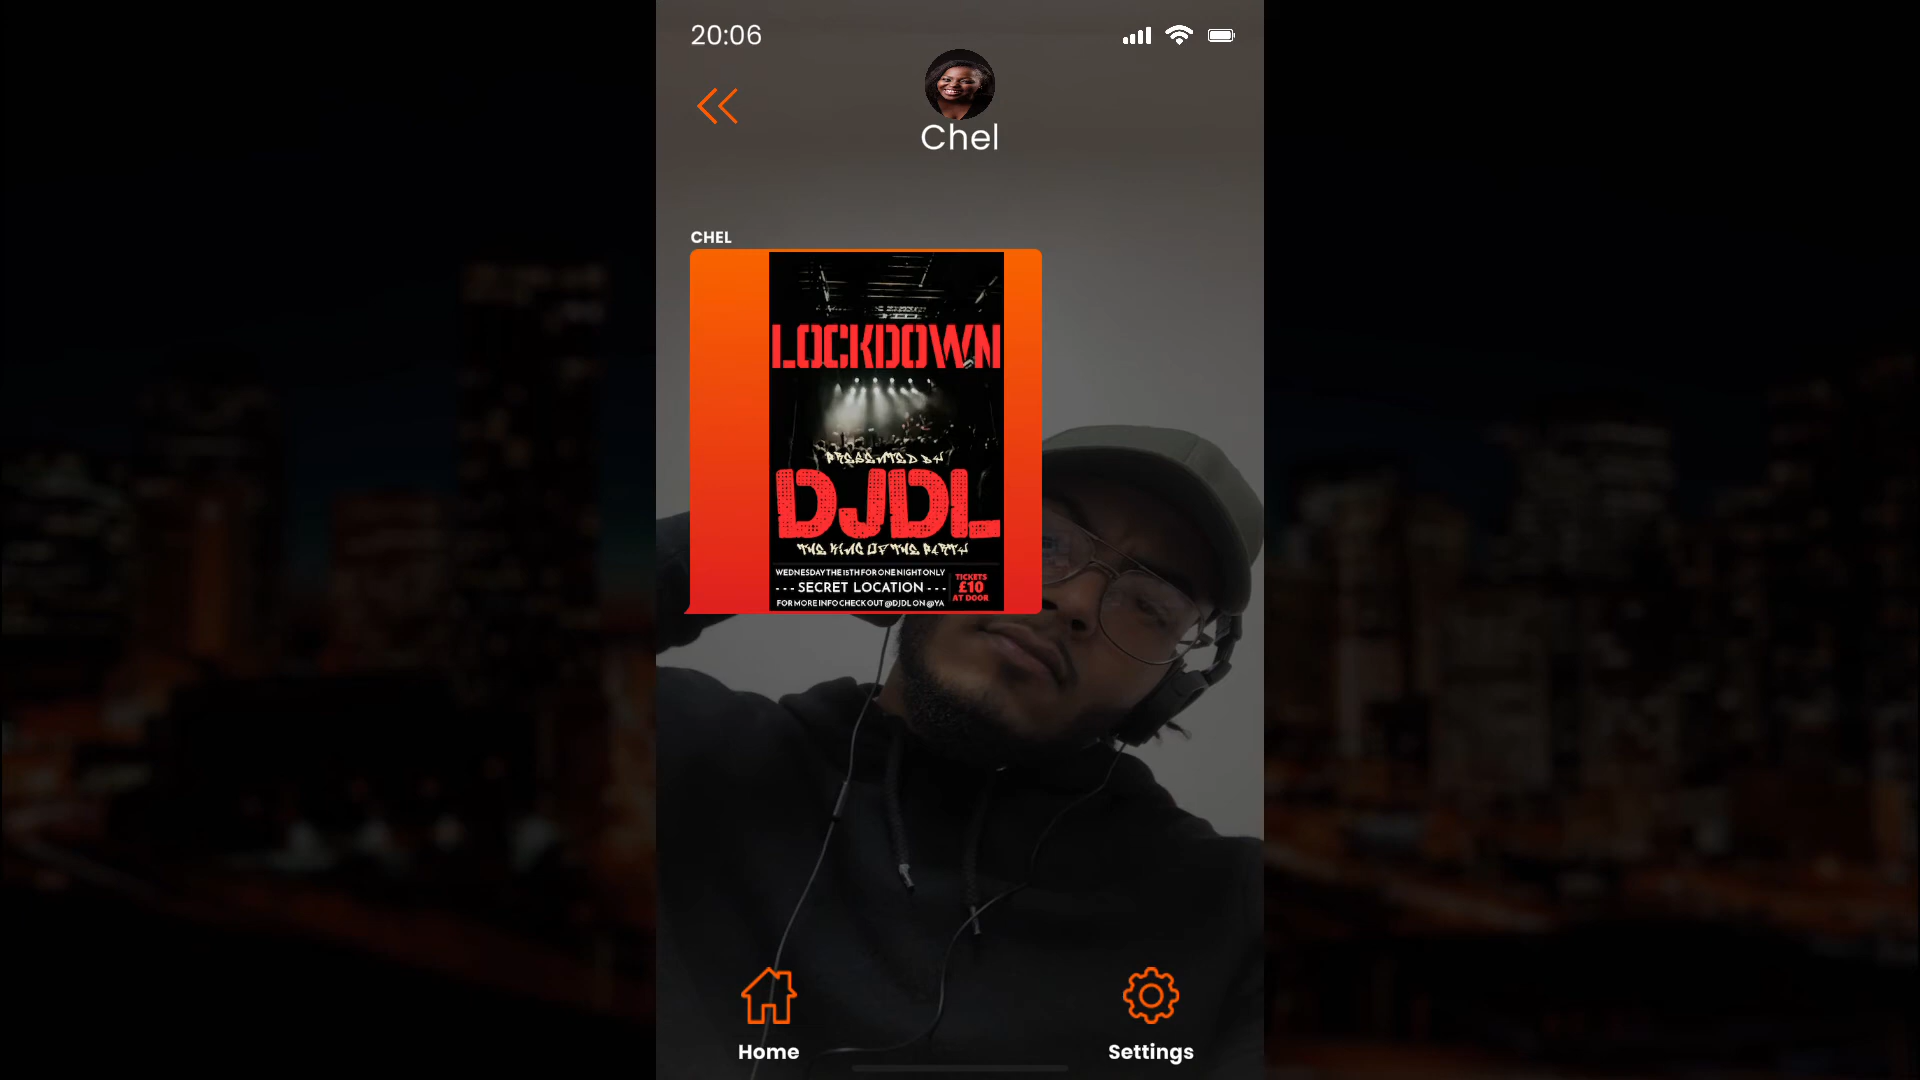 20:06
Chel
CHEL
LOCKDOWN
PRESENTED BY
DJDL
THE KING OF THE PARTY
WEDNESDAY THE 15TH FOR ONE NIGHT ONLY
- - - SECRET LOCATION - - -
FOR MORE INFO CHECK OUT @DJDL ON @YA
TICKETS
£10
AT DOOR
Home
Settings